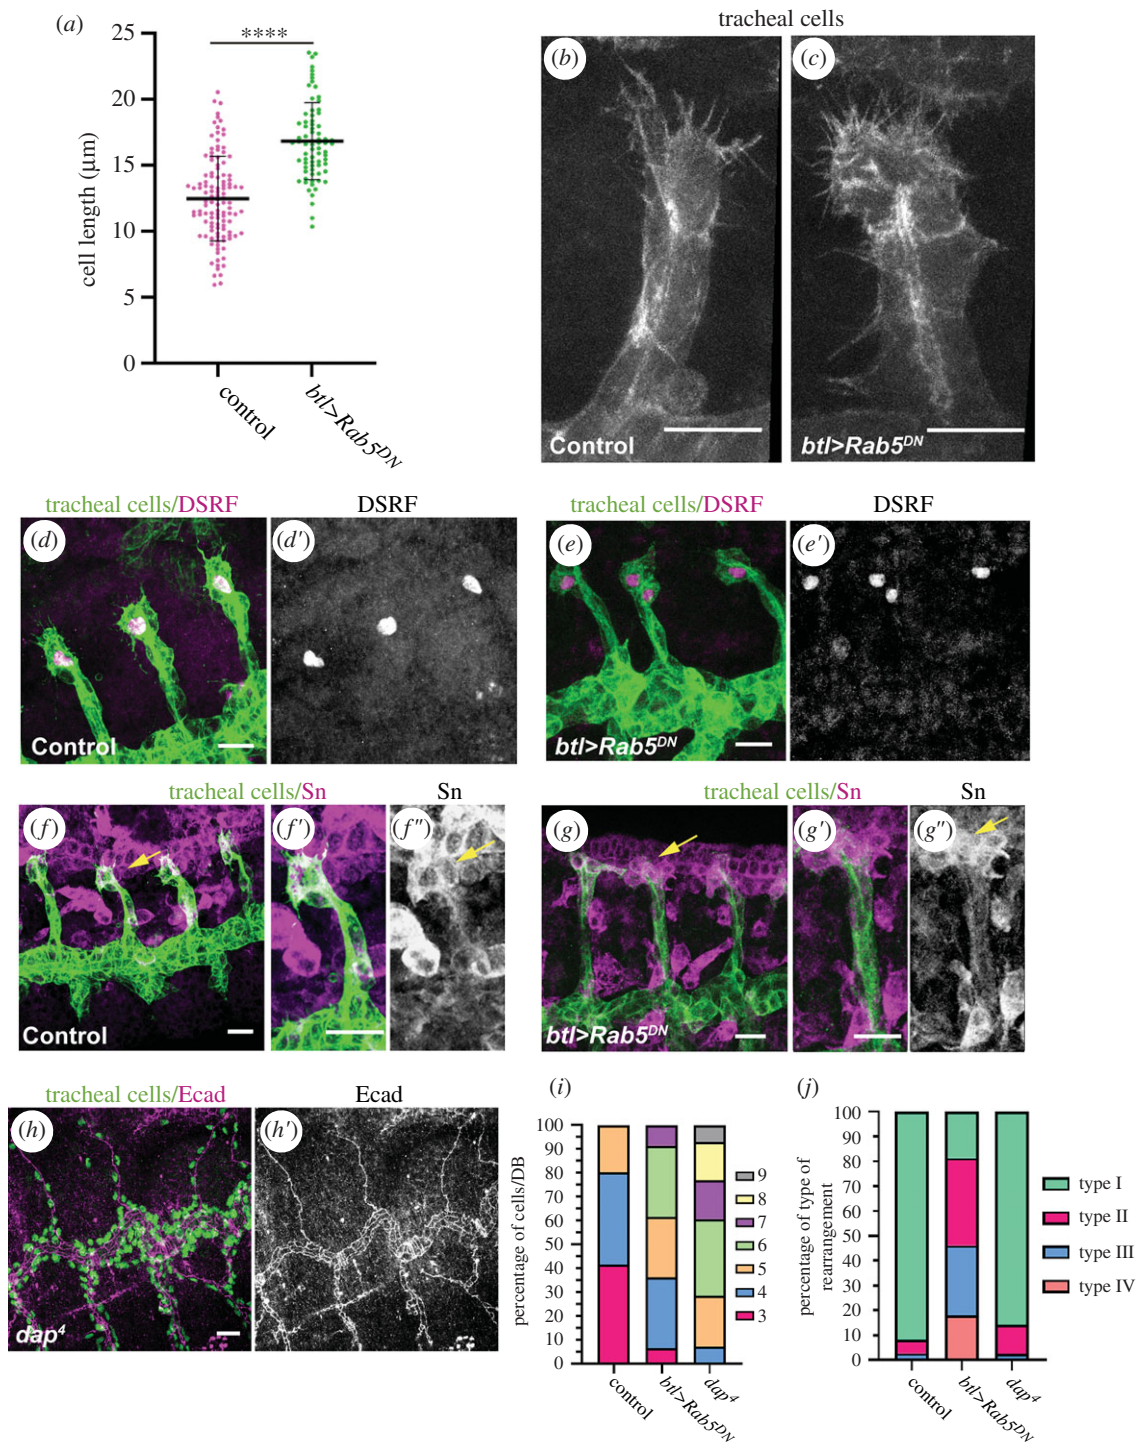 (a)
****
25
20
15
10
5
0
cell length (μm)
control
btl>Rab5DN
tracheal cells
(b)
Control
(c)
btl>Rab5DN
tracheal cells/DSRF
DSRF
(d)
Control
(d')
tracheal cells/DSRF
DSRF
(e)
btl>Rab5DN
(e')
tracheal cells/Sn
Sn
(f)
Control
(f')
(f'')
tracheal cells/Sn
Sn
(g)
btl>Rab5DN
(g')
(g'')
tracheal cells/Ecad
Ecad
(h)
dap4
(h')
(i)
100
90
80
70
60
50
40
30
20
10
0
percentage of cells/DB
control
btl>Rab5DN
dap4
9
8
7
6
5
4
3
(j)
100
90
80
70
60
50
40
30
20
10
0
percentage of type of
rearrangement
control
btl>Rab5DN
dap4
type I
type II
type III
type IV